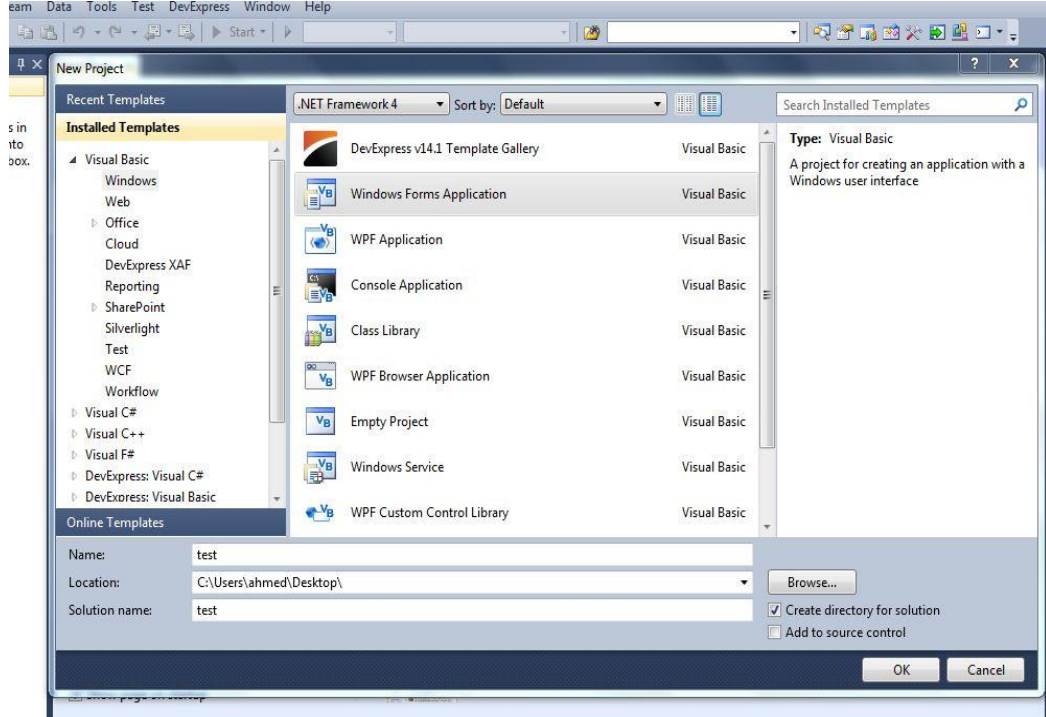 eam Data Tools Test DevExpress Window Help
Start
New Project
Recent Templates
.NET Framework 4 Sort by: Default
Search Installed Templates
Installed Templates
s in
nto
box.
Visual Basic
Windows
Web
Office
Cloud
DevExpress XAF
Reporting
SharePoint
Silverlight
Test
WCF
Workflow
Visual C#
Visual C++
Visual F#
DevExpress: Visual C#
DevExpress: Visual Basic
Online Templates
DevExpress v14.1 Template Gallery Visual Basic
Windows Forms Application Visual Basic
WPF Application Visual Basic
Console Application Visual Basic
Class Library Visual Basic
WPF Browser Application Visual Basic
Empty Project Visual Basic
Windows Service Visual Basic
WPF Custom Control Library Visual Basic
Type: Visual Basic
A project for creating an application with a
Windows user interface
Name: test
Location: C:\Users\ahmed\Desktop\
Browse...
Solution name: test
Create directory for solution
Add to source control
OK Cancel